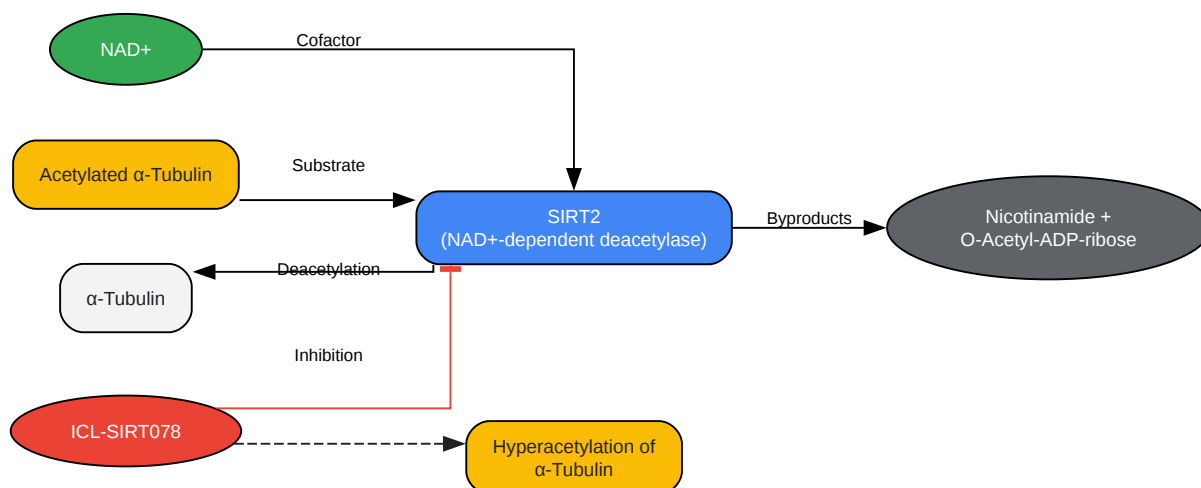 NAD+
Cofactor
Acetylated α-Tubulin
Substrate
SIRT2
(NAD+-dependent deacetylase)
Byproducts
Nicotinamide +
O-Acetyl-ADP-ribose
Deacetylation
α-Tubulin
Inhibition
ICL-SIRT078
Hyperacetylation of
α-Tubulin